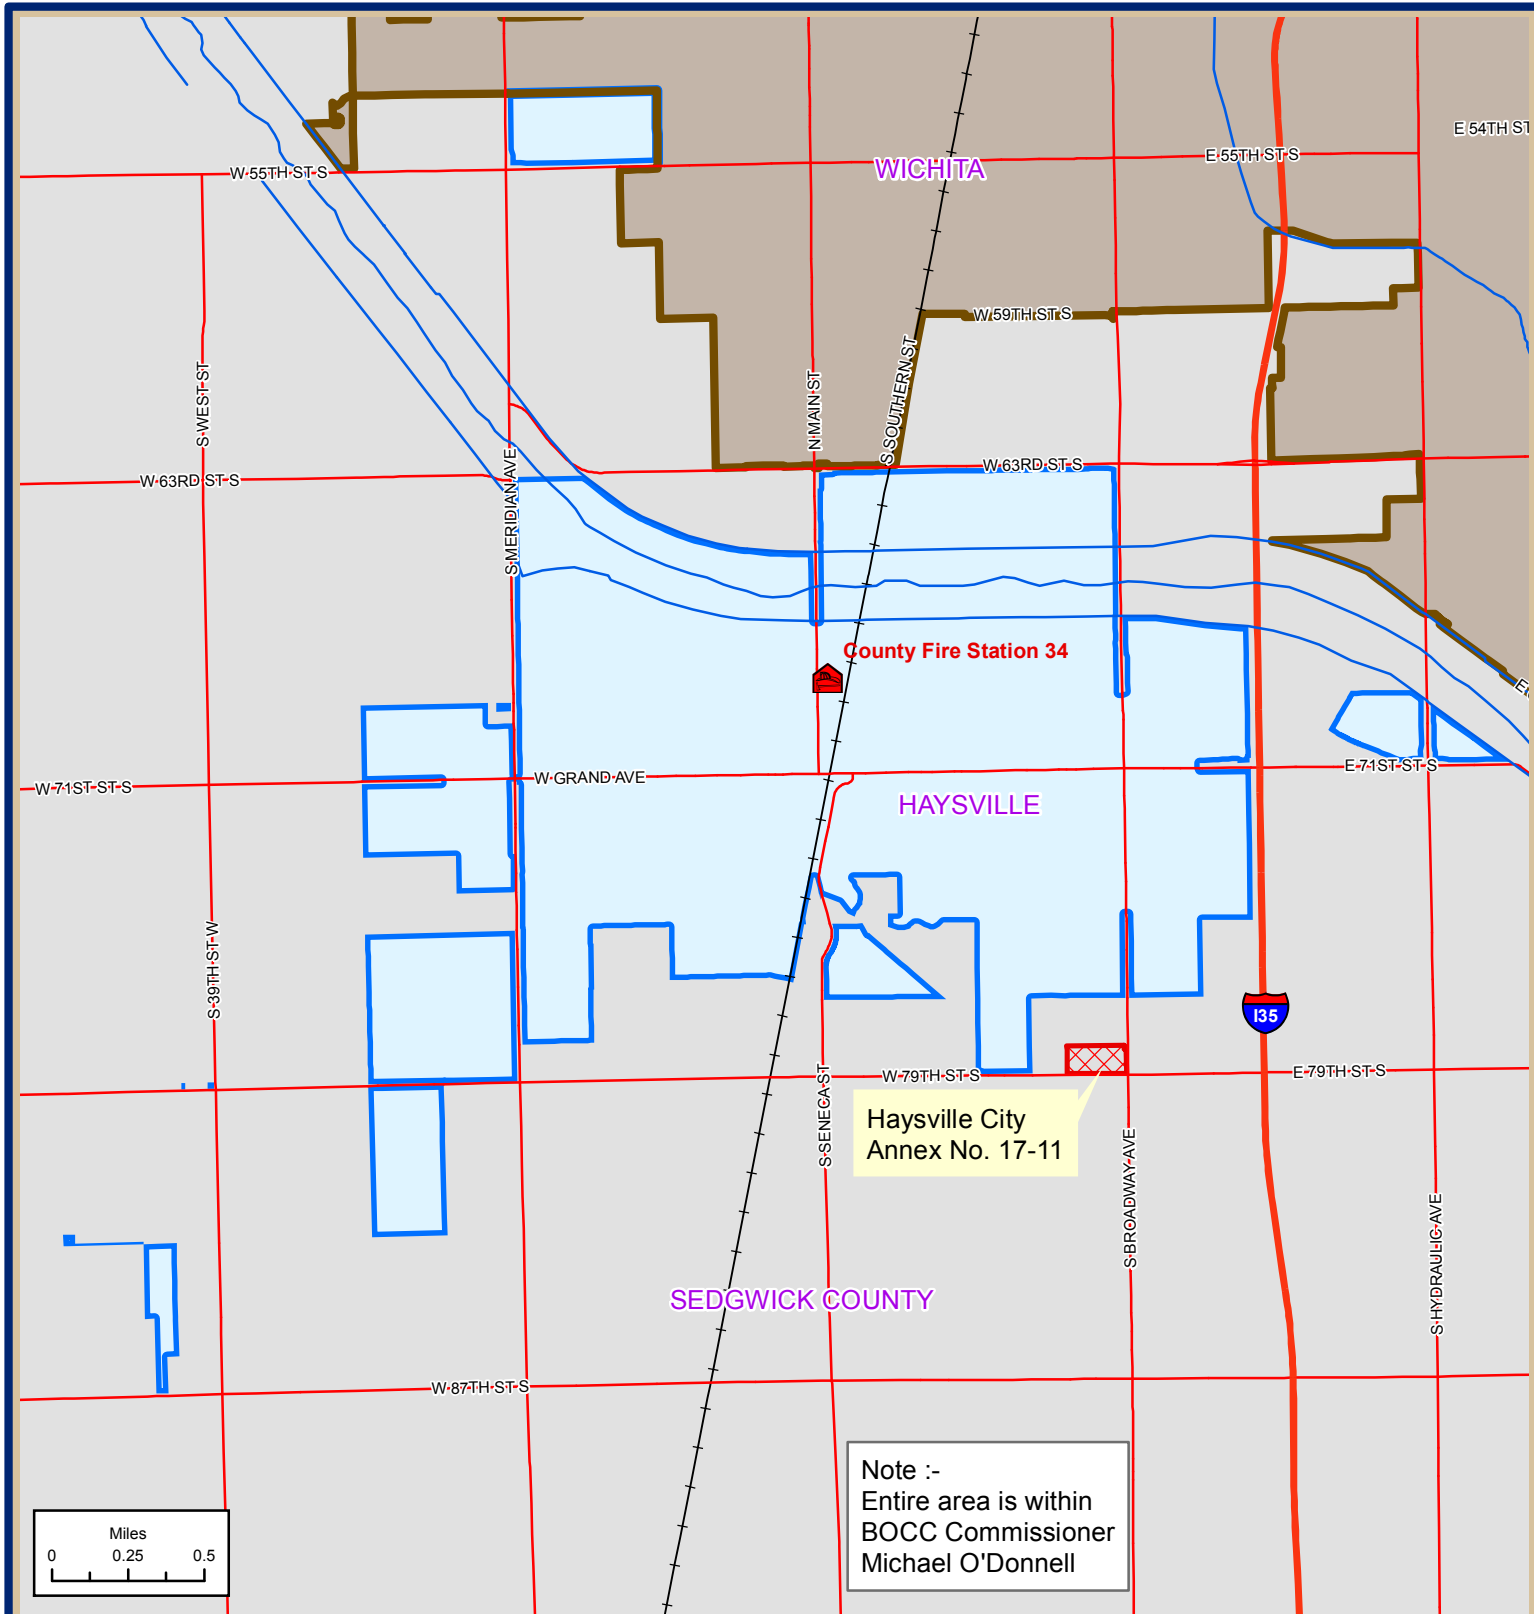 E 54TH ST
E 55TH ST S
WICHITA
W 55TH ST S
W 59TH ST S
S WEST ST
N MAIN ST
S SOUTHERN ST
W 63RD ST S
W 63RD ST S
S MERIDIAN AVE
County Fire Station 34
E
W 71ST ST S
W GRAND AVE
E 71ST ST S
HAYSVILLE
S 39TH ST W
I35
W 79TH ST S
E 79TH ST S
S SENECA ST
Haysville City
Annex No. 17-11
S BROADWAY AVE
S HYDRAULIC AVE
SEDGWICK COUNTY
W 87TH ST S
Note :-
Entire area is within
BOCC Commissioner
Michael O'Donnell
Miles
0 0.25 0.5